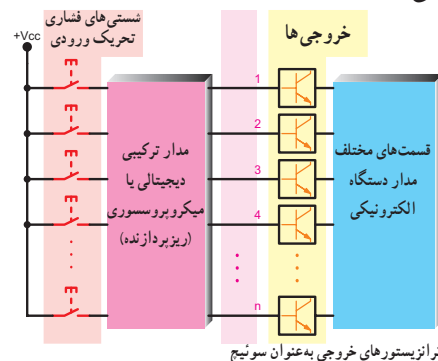 شستی‌های فشاری
تحریک ورودی
خروجی‌ها
+Vcc
1
2
3
4
n
مدار ترکیبی
دیجیتالی یا
میکروپروسسوری
(ریزپردازنده)
قسمت‌های مختلف
مدار دستگاه
الکترونیکی
ترانزیستورهای خروجی به‌عنوان سوئیچ